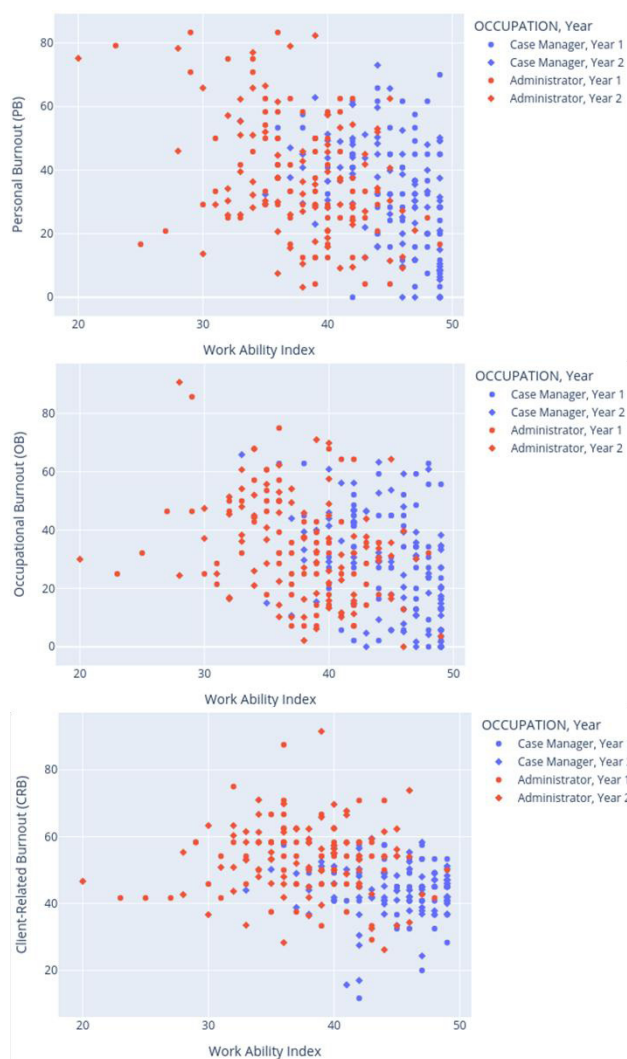 OCCUPATION, Year
Case Manager, Year 1
Case Manager, Year 2
Administrator, Year 1
Administrator, Year 2
Personal Burnout (PB)
80
60
40
20
0
20
30
40
50
Work Ability Index
OCCUPATION, Year
Case Manager, Year 1
Case Manager, Year 2
Administrator, Year 1
Administrator, Year 2
Occupational Burnout (OB)
80
60
40
20
0
20
30
40
50
Work Ability Index
OCCUPATION, Year
Case Manager, Year
Case Manager, Year
Administrator, Year 1
Administrator, Year 2
Client-Related Burnout (CRB)
80
60
40
20
20
30
40
50
Work Ability Index